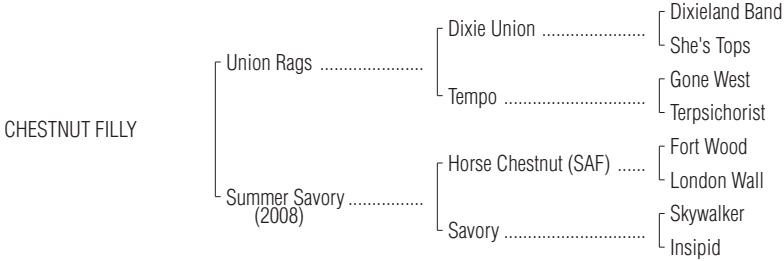 Dixieland Band
Dixie Union ......................
She's Tops
Union Rags ......................
Gone West
Tempo ..............................
Terpsichorist
CHESTNUT FILLY
Fort Wood
Horse Chestnut (SAF) ......
London Wall
Summer Savory ................
(2008)
Skywalker
Savory ..............................
Insipid